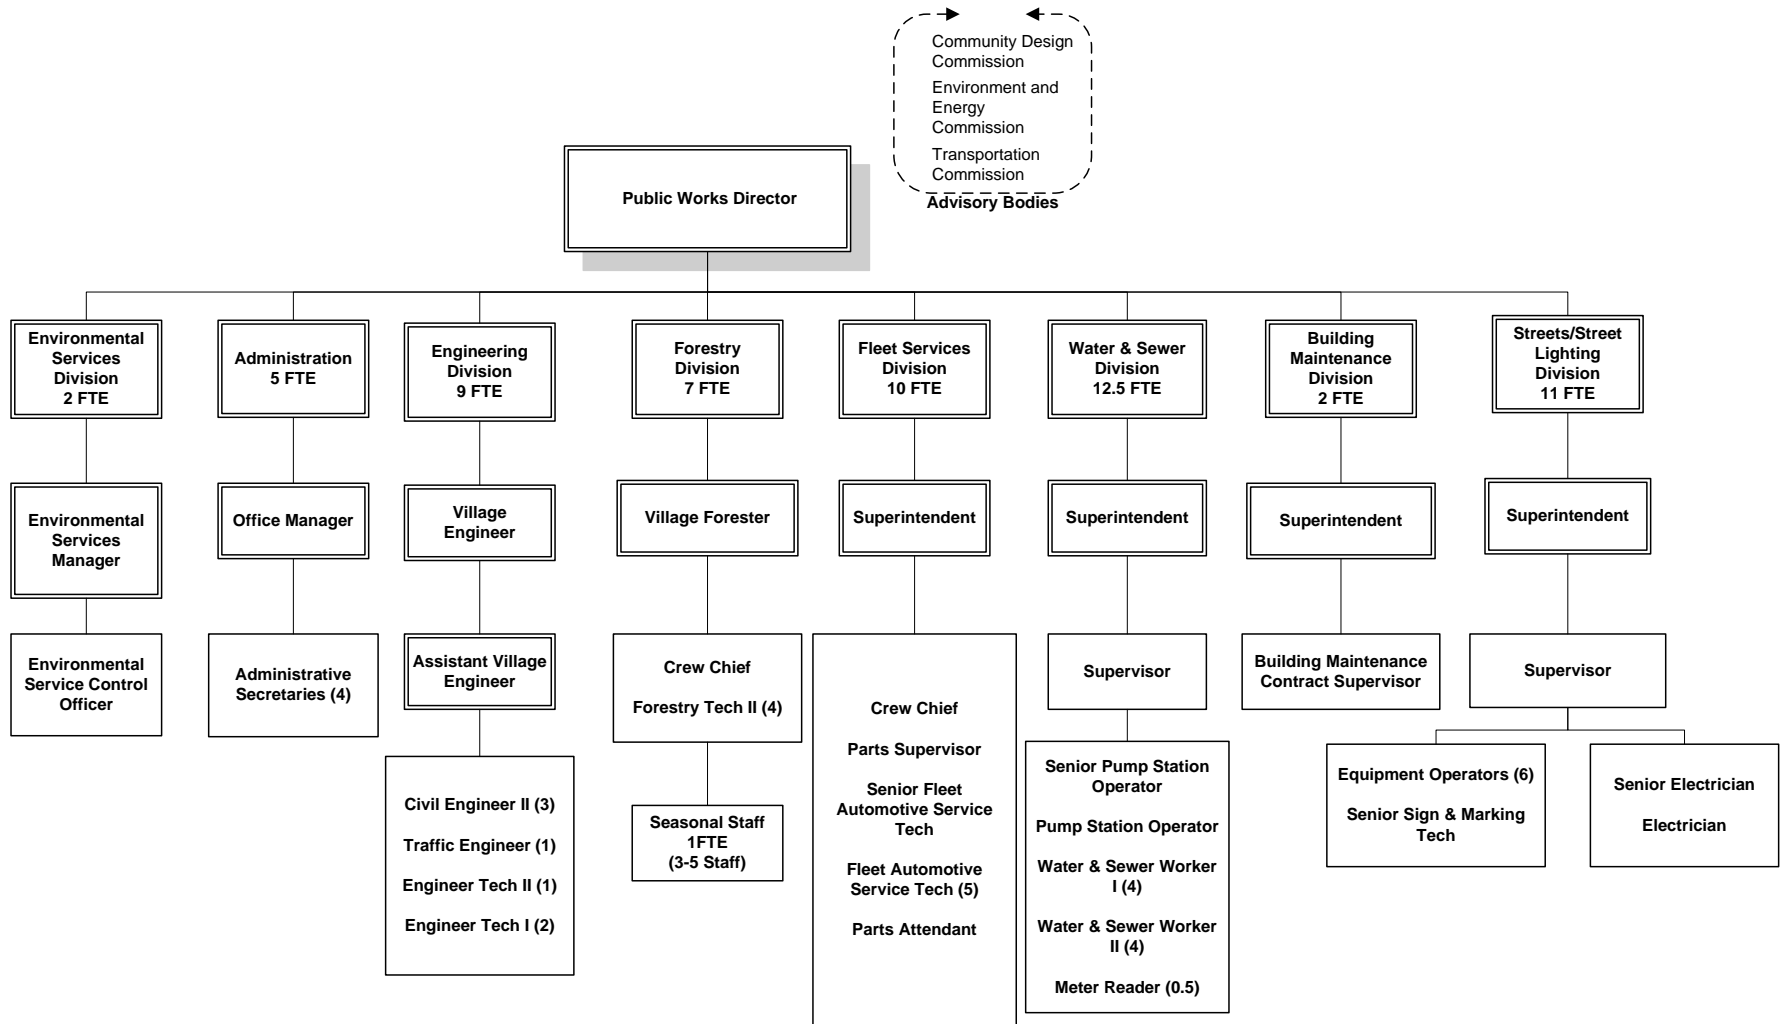 Community Design
Commission
Environment and
Energy
Commission
Transportation
Commission
Advisory Bodies
Public Works Director
Environmental
Services
Division
2 FTE
Administration
5 FTE
Engineering
Division
9 FTE
Forestry
Division
7 FTE
Fleet Services
Division
10 FTE
Water & Sewer
Division
12.5 FTE
Building
Maintenance
Division
2 FTE
Streets/Street
Lighting
Division
11 FTE
Environmental
Services
Manager
Office Manager
Village
Engineer
Village Forester
Superintendent
Superintendent
Superintendent
Superintendent
Environmental
Service Control
Officer
Administrative
Secretaries (4)
Assistant Village
Engineer
Crew Chief
Forestry Tech II (4)
Crew Chief
Parts Supervisor
Senior Fleet
Automotive Service
Tech
Fleet Automotive
Service Tech (5)
Parts Attendant
Supervisor
Building Maintenance
Contract Supervisor
Supervisor
Civil Engineer II (3)
Traffic Engineer (1)
Engineer Tech II (1)
Engineer Tech I (2)
Seasonal Staff
1FTE
(3-5 Staff)
Senior Pump Station
Operator
Pump Station Operator
Water & Sewer Worker
I (4)
Water & Sewer Worker
II (4)
Meter Reader (0.5)
Equipment Operators (6)
Senior Sign & Marking
Tech
Senior Electrician
Electrician